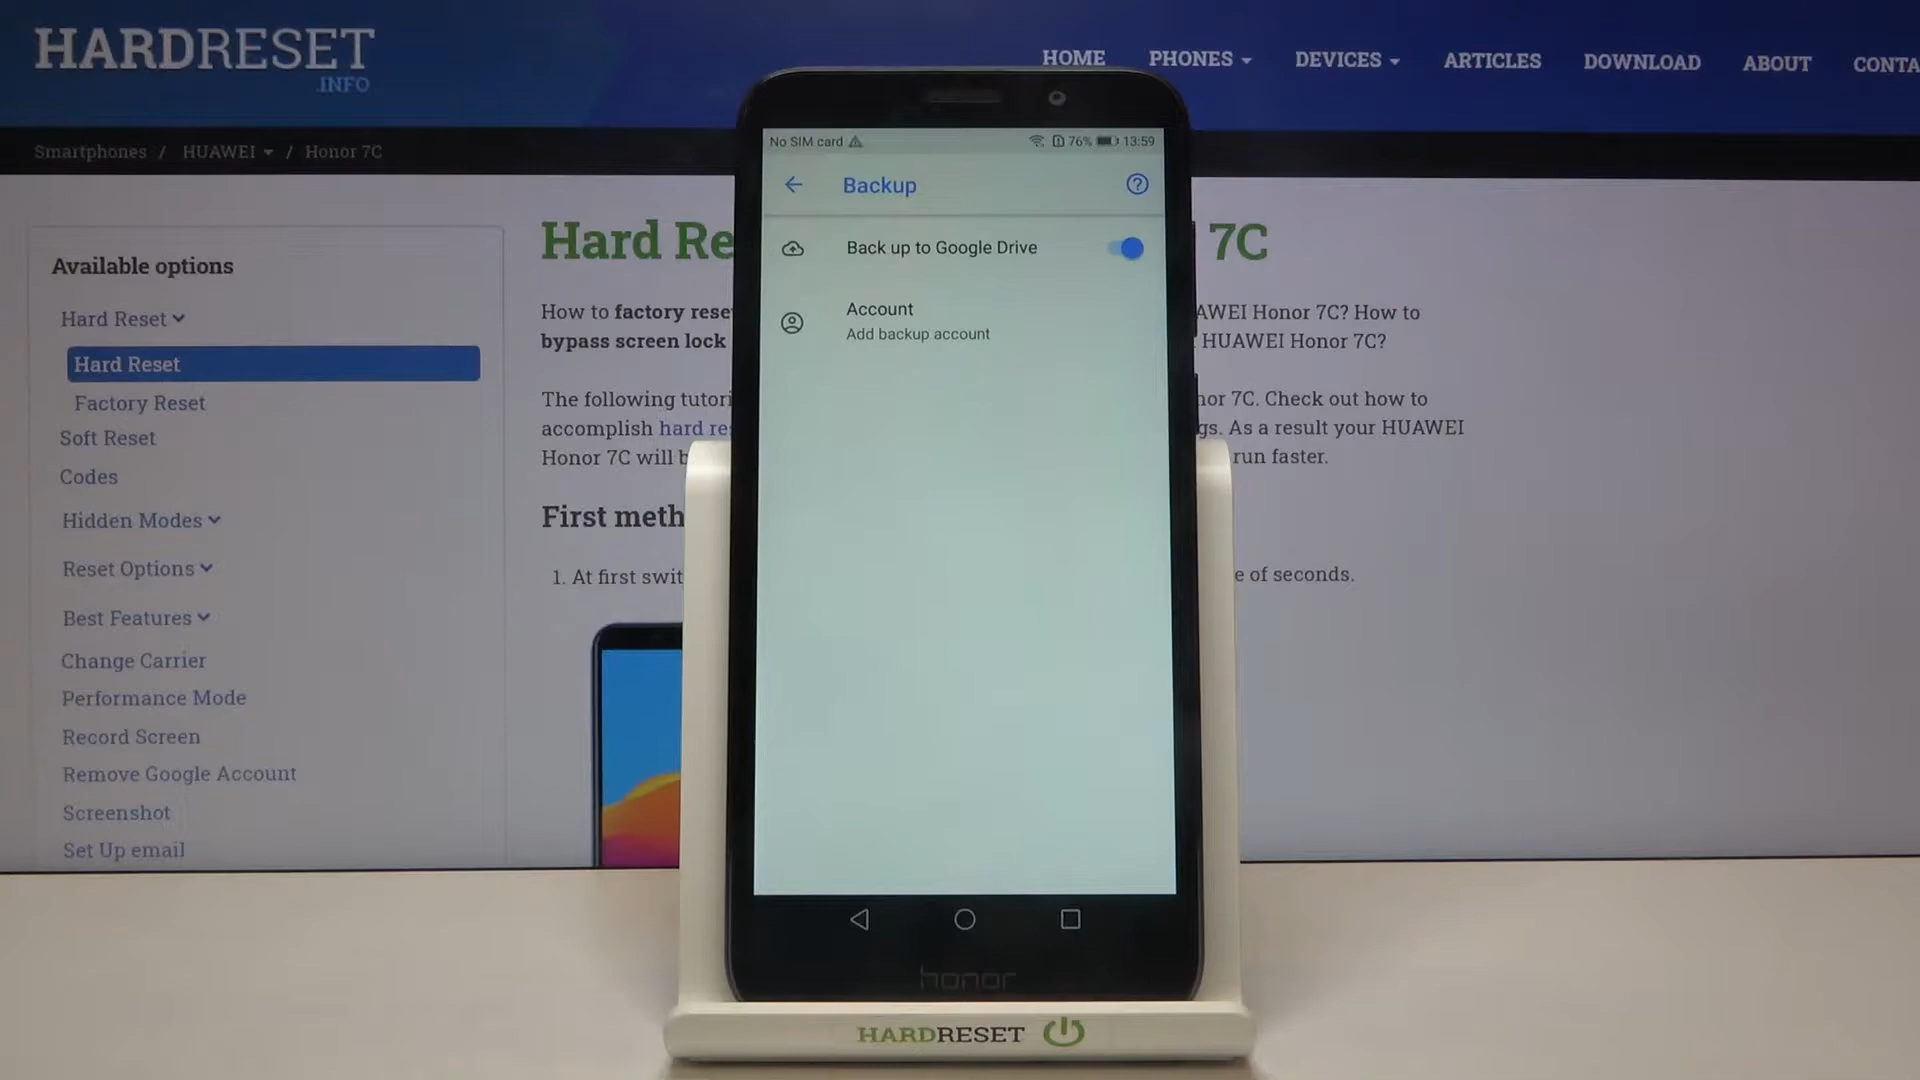 HARDRESET
.INFO
HOME PHONES DEVICES ARTICLES DOWNLOAD ABOUT CONTA
Smartphones / HUAWEI / Honor 7C
Available options
Hard Reset
Hard Reset
Factory Reset
Soft Reset
Codes
Hidden Modes
Reset Options
Best Features
Change Carrier
Performance Mode
Record Screen
Remove Google Account
Screenshot
Set Up email
Hard Re 7C
How to factory rese AWEI Honor 7C? How to
bypass screen lock HUAWEI Honor 7C?
The following tutori nor 7C. Check out how to
accomplish hard re gs. As a result your HUAWEI
Honor 7C will b run faster.
First meth
1. At first swit e of seconds.
No SIM card 76% 13:59
Backup
Back up to Google Drive
Account
Add backup account
honor
HARDRESET